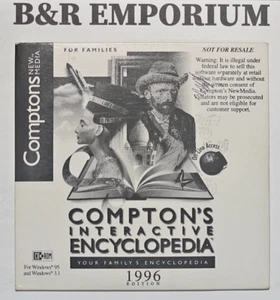 B&R EMPORIUM
FOR FAMILIES
NOT FOR RESALE
Warning: It is illegal under
federal law to sell this
software separately at retail
without hardware and without
the written consent of
Compton's NewMedia.
Violators may be prosecuted
and are not eligible for
customer support.
Comptons
NEW
MEDIA
On-Line Access
COMPTON'S
INTERACTIVE
ENCYCLOPEDIA
YOUR FAMILY'S ENCYCLOPEDIA
1996
EDITION
CD-ROM
For Windows® 95
and Windows® 3.1